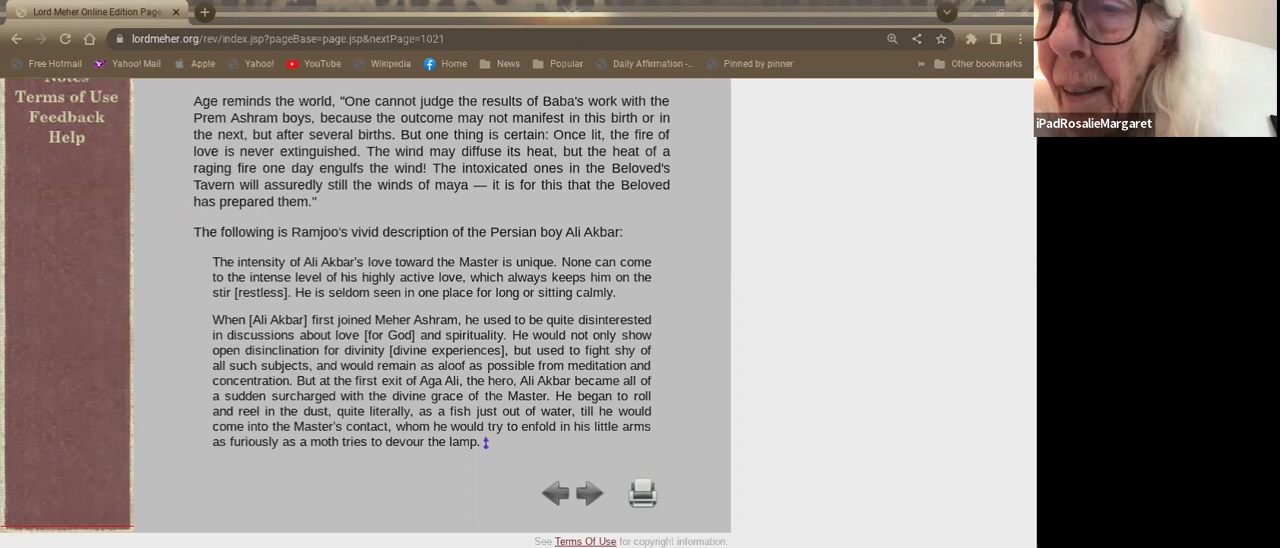 Lord Meher Online Edition Page
lordmeher.org/rev/index.jsp?pageBase=page.jsp&nextPage=1021
Free Hotmail Yahoo! Mail Apple Yahoo! YouTube Wikipedia Home News Popular Daily Affirmation -... Pinned by pinner » Other bookmarks
iPadRosalieMargaret
Notes
Terms of Use
Feedback
Help
Age reminds the world, "One cannot judge the results of Baba's work with the
Prem Ashram boys, because the outcome may not manifest in this birth or in
the next, but after several births. But one thing is certain: Once lit, the fire of
love is never extinguished. The wind may diffuse its heat, but the heat of a
raging fire one day engulfs the wind! The intoxicated ones in the Beloved's
Tavern will assuredly still the winds of maya — it is for this that the Beloved
has prepared them."
The following is Ramjoo's vivid description of the Persian boy Ali Akbar:
The intensity of Ali Akbar's love toward the Master is unique. None can come
to the intense level of his highly active love, which always keeps him on the
stir [restless]. He is seldom seen in one place for long or sitting calmly.
When [Ali Akbar] first joined Meher Ashram, he used to be quite disinterested
in discussions about love [for God] and spirituality. He would not only show
open disinclination for divinity [divine experiences], but used to fight shy of
all such subjects, and would remain as aloof as possible from meditation and
concentration. But at the first exit of Aga Ali, the hero, Ali Akbar became all of
a sudden surcharged with the divine grace of the Master. He began to roll
and reel in the dust, quite literally, as a fish just out of water, till he would
come into the Master's contact, whom he would try to enfold in his little arms
as furiously as a moth tries to devour the lamp.
See Terms Of Use for copyright information.